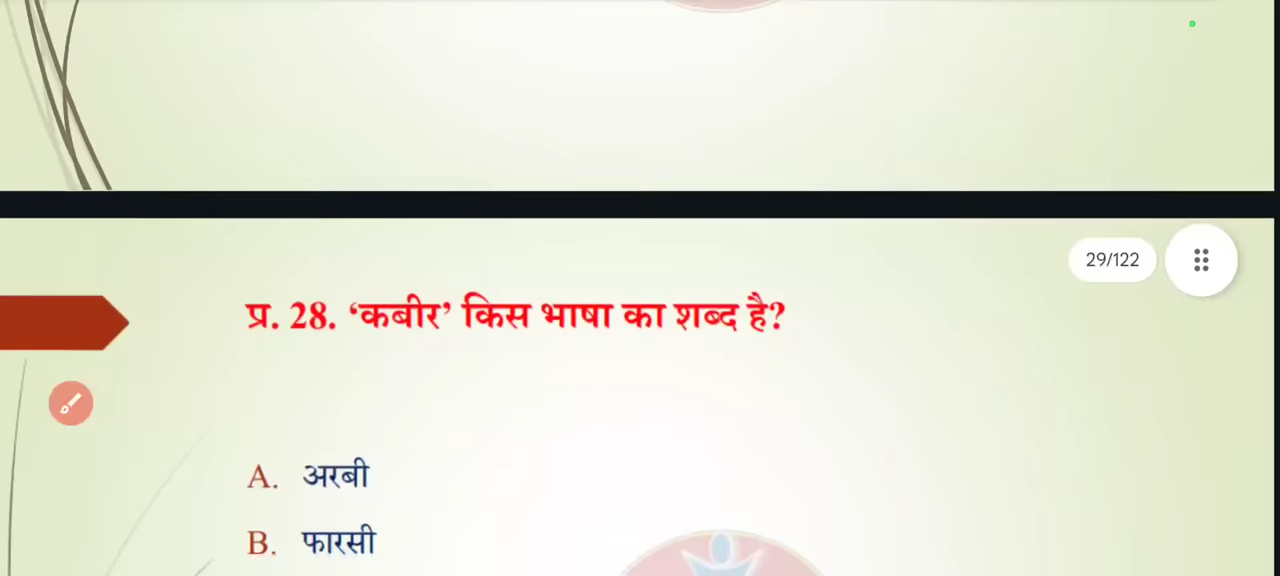 29/122
प्र. 28. ‘कबीर’ किस भाषा का शब्द है?
A. अरबी
B. फारसी